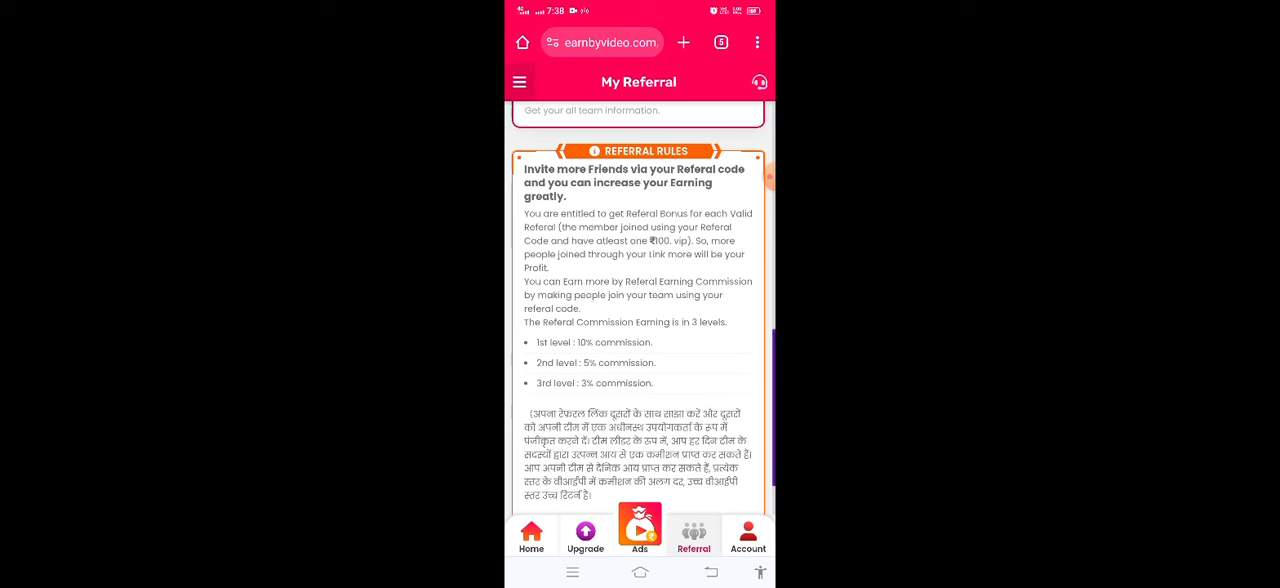 7:38
earnbyvideo.com.
5
My Referral
Get your all team information.
REFERRAL RULES
Invite more Friends via your Referal code
and you can increase your Earning
greatly.
You are entitled to get Referal Bonus for each Valid
Referal (the member joined using your Referal
Code and have atleast one ₹100. vip). So, more
people joined through your Link more will be your
Profit.
You can Earn more by Referal Earning Commission
by making people join your team using your
referal code.
The Referal Commission Earning is in 3 levels.
1st level : 10% commission.
2nd level : 5% commission.
3rd level : 3% commission.
(अपना रेफ़रल लिंक दूसरों के साथ साझा करें और दूसरों
को अपनी टीम में एक अधीनस्थ उपयोगकर्ता के रूप में
पंजीकृत करने दें। टीम लीडर के रूप में, आप हर दिन टीम के
सदस्यों द्वारा उत्पन्न आय से एक कमीशन प्राप्त कर सकते हैं।
आप अपनी टीम से दैनिक आय प्राप्त कर सकते हैं, प्रत्येक
स्तर के वीआईपी में कमीशन की अलग दर, उच्च वीआईपी
स्तर उच्च रिटर्न है।
Home
Upgrade
Ads
Referral
Account